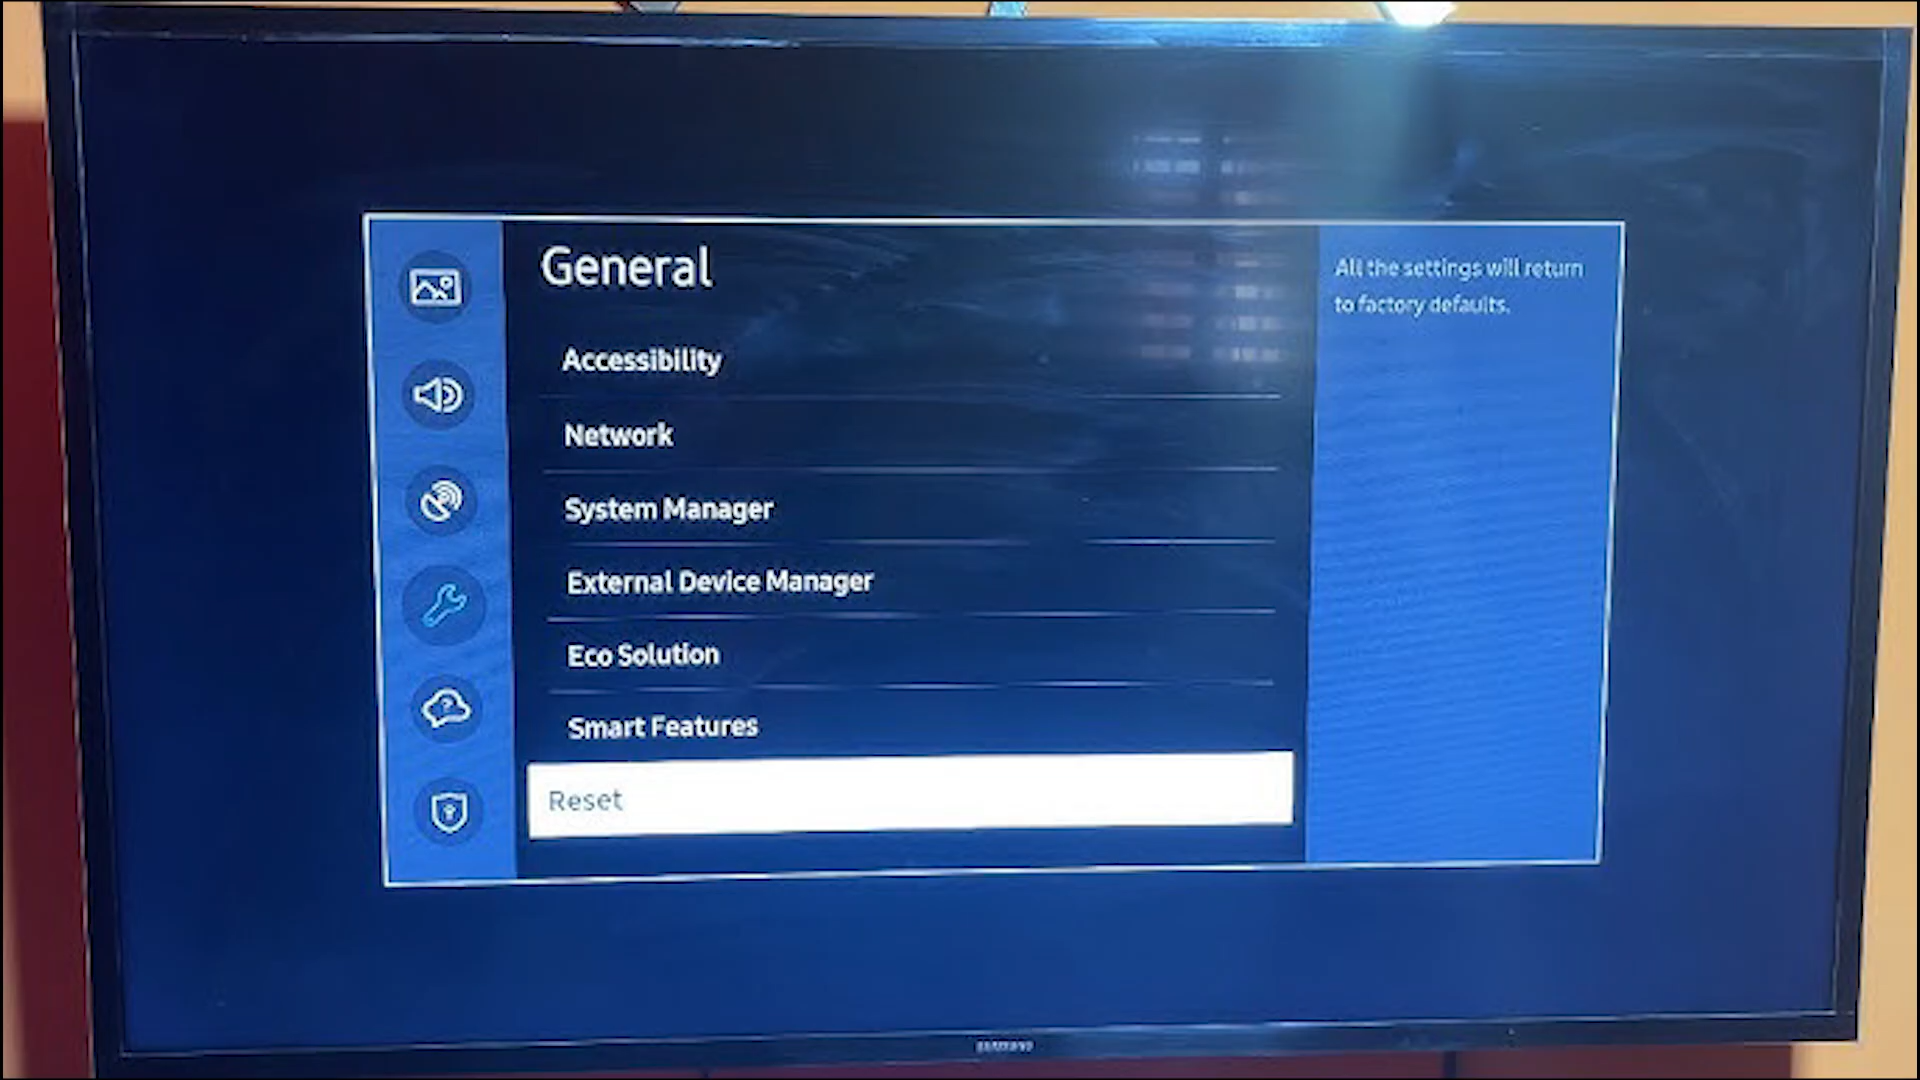 General
All the settings will return
to factory defaults.
Accessibility
Network
System Manager
External Device Manager
Eco Solution
Smart Features
Reset
SAMSUNG